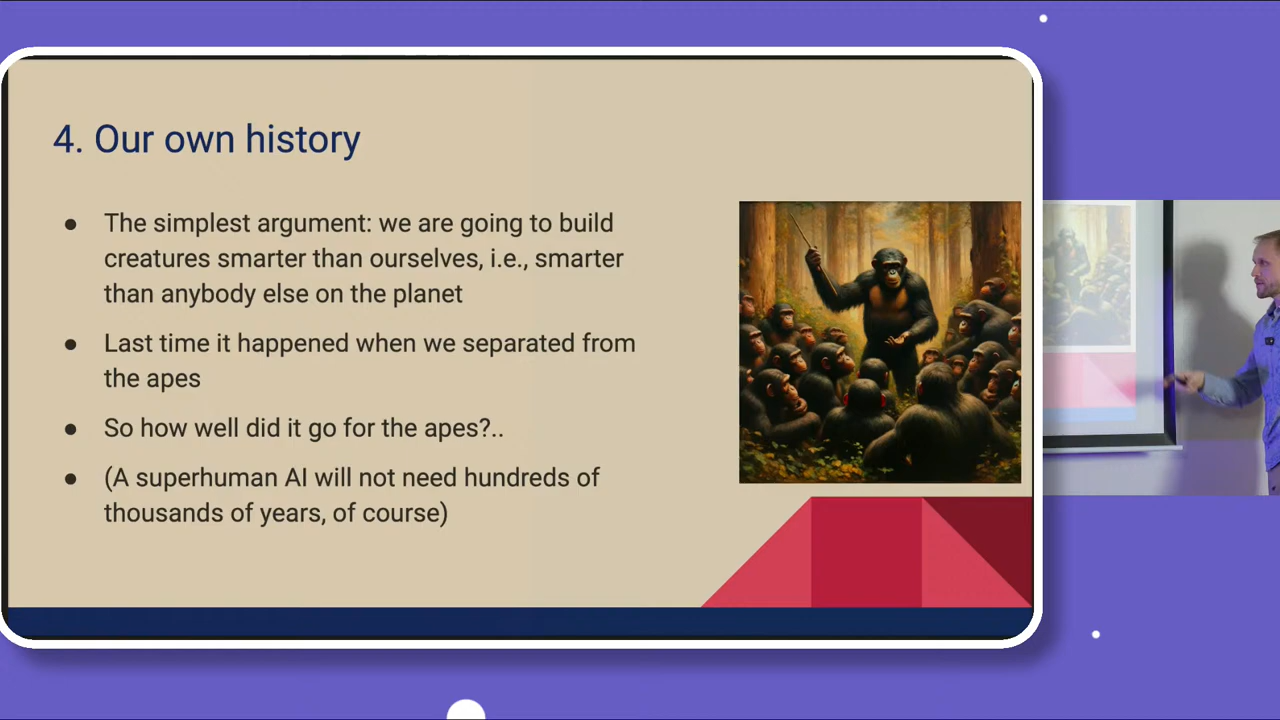 4. Our own history
● The simplest argument: we are going to build
creatures smarter than ourselves, i.e., smarter
than anybody else on the planet
● Last time it happened when we separated from
the apes
● So how well did it go for the apes?..
● (A superhuman AI will not need hundreds of
thousands of years, of course)